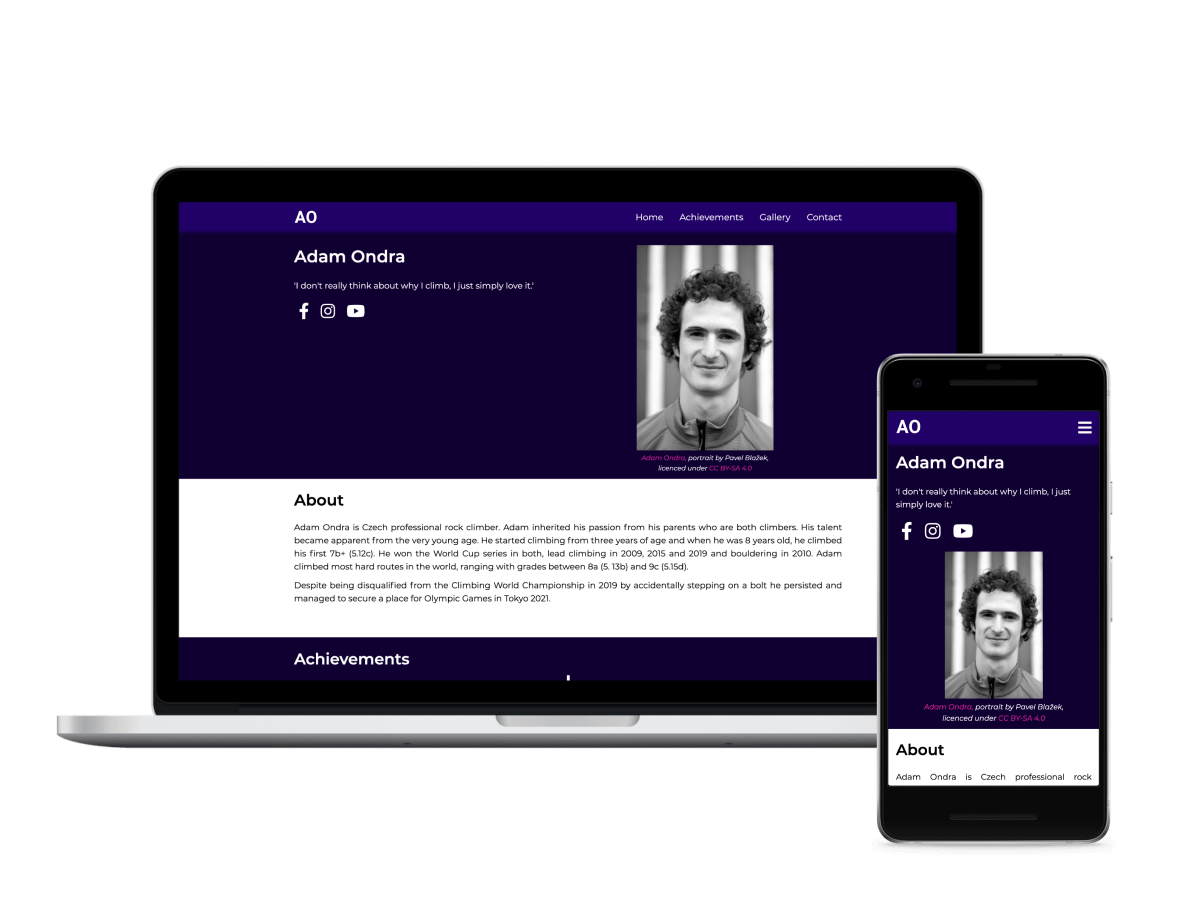 AO
Home Achievements Gallery Contact
Adam Ondra
'I don't really think about why I climb, I just simply love it.'
Adam Ondra, portrait by Pavel Blažek,
licenced under CC BY-SA 4.0
About
Adam Ondra is Czech professional rock climber. Adam inherited his passion from his parents who are both climbers. His talent
became apparent from the very young age. He started climbing from three years of age and when he was 8 years old, he climbed
his first 7b+ (5.12c). He won the World Cup series in both, lead climbing in 2009, 2015 and 2019 and bouldering in 2010. Adam
climbed most hard routes in the world, ranging with grades between 8a (5. 13b) and 9c (5.15d).
Despite being disqualified from the Climbing World Championship in 2019 by accidentally stepping on a bolt he persisted and
managed to secure a place for Olympic Games in Tokyo 2021.
Achievements
AO
Adam Ondra
'I don't really think about why I climb, I just
simply love it.'
Adam Ondra, portrait by Pavel Blažek,
licenced under CC BY-SA 4.0
About
Adam Ondra is Czech professional rock